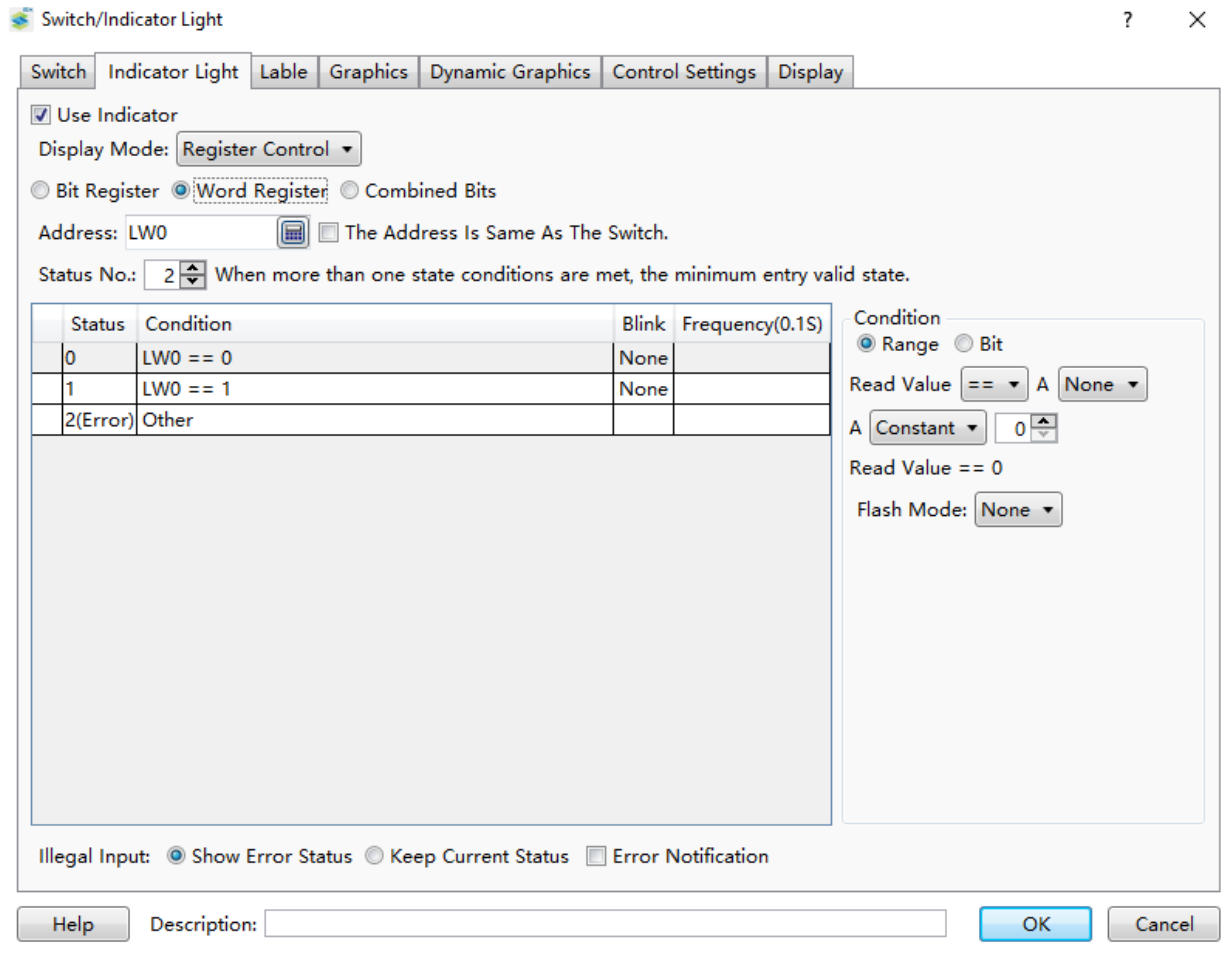 Switch/Indicator Light ?
Switch Indicator Light Lable Graphics Dynamic Graphics Control Settings Display
Use Indicator
Display Mode: Register Control
Bit Register Word Register Combined Bits
Address: LW0 The Address Is Same As The Switch.
Status No.: 2 When more than one state conditions are met, the minimum entry valid state.
Status Condition Blink Frequency(0.1S)
0 LW0 == 0 None
1 LW0 == 1 None
2(Error) Other
Condition
Range Bit
Read Value == A None
A Constant 0
Read Value == 0
Flash Mode: None
Illegal Input: Show Error Status Keep Current Status Error Notification
Help Description: OK Cancel